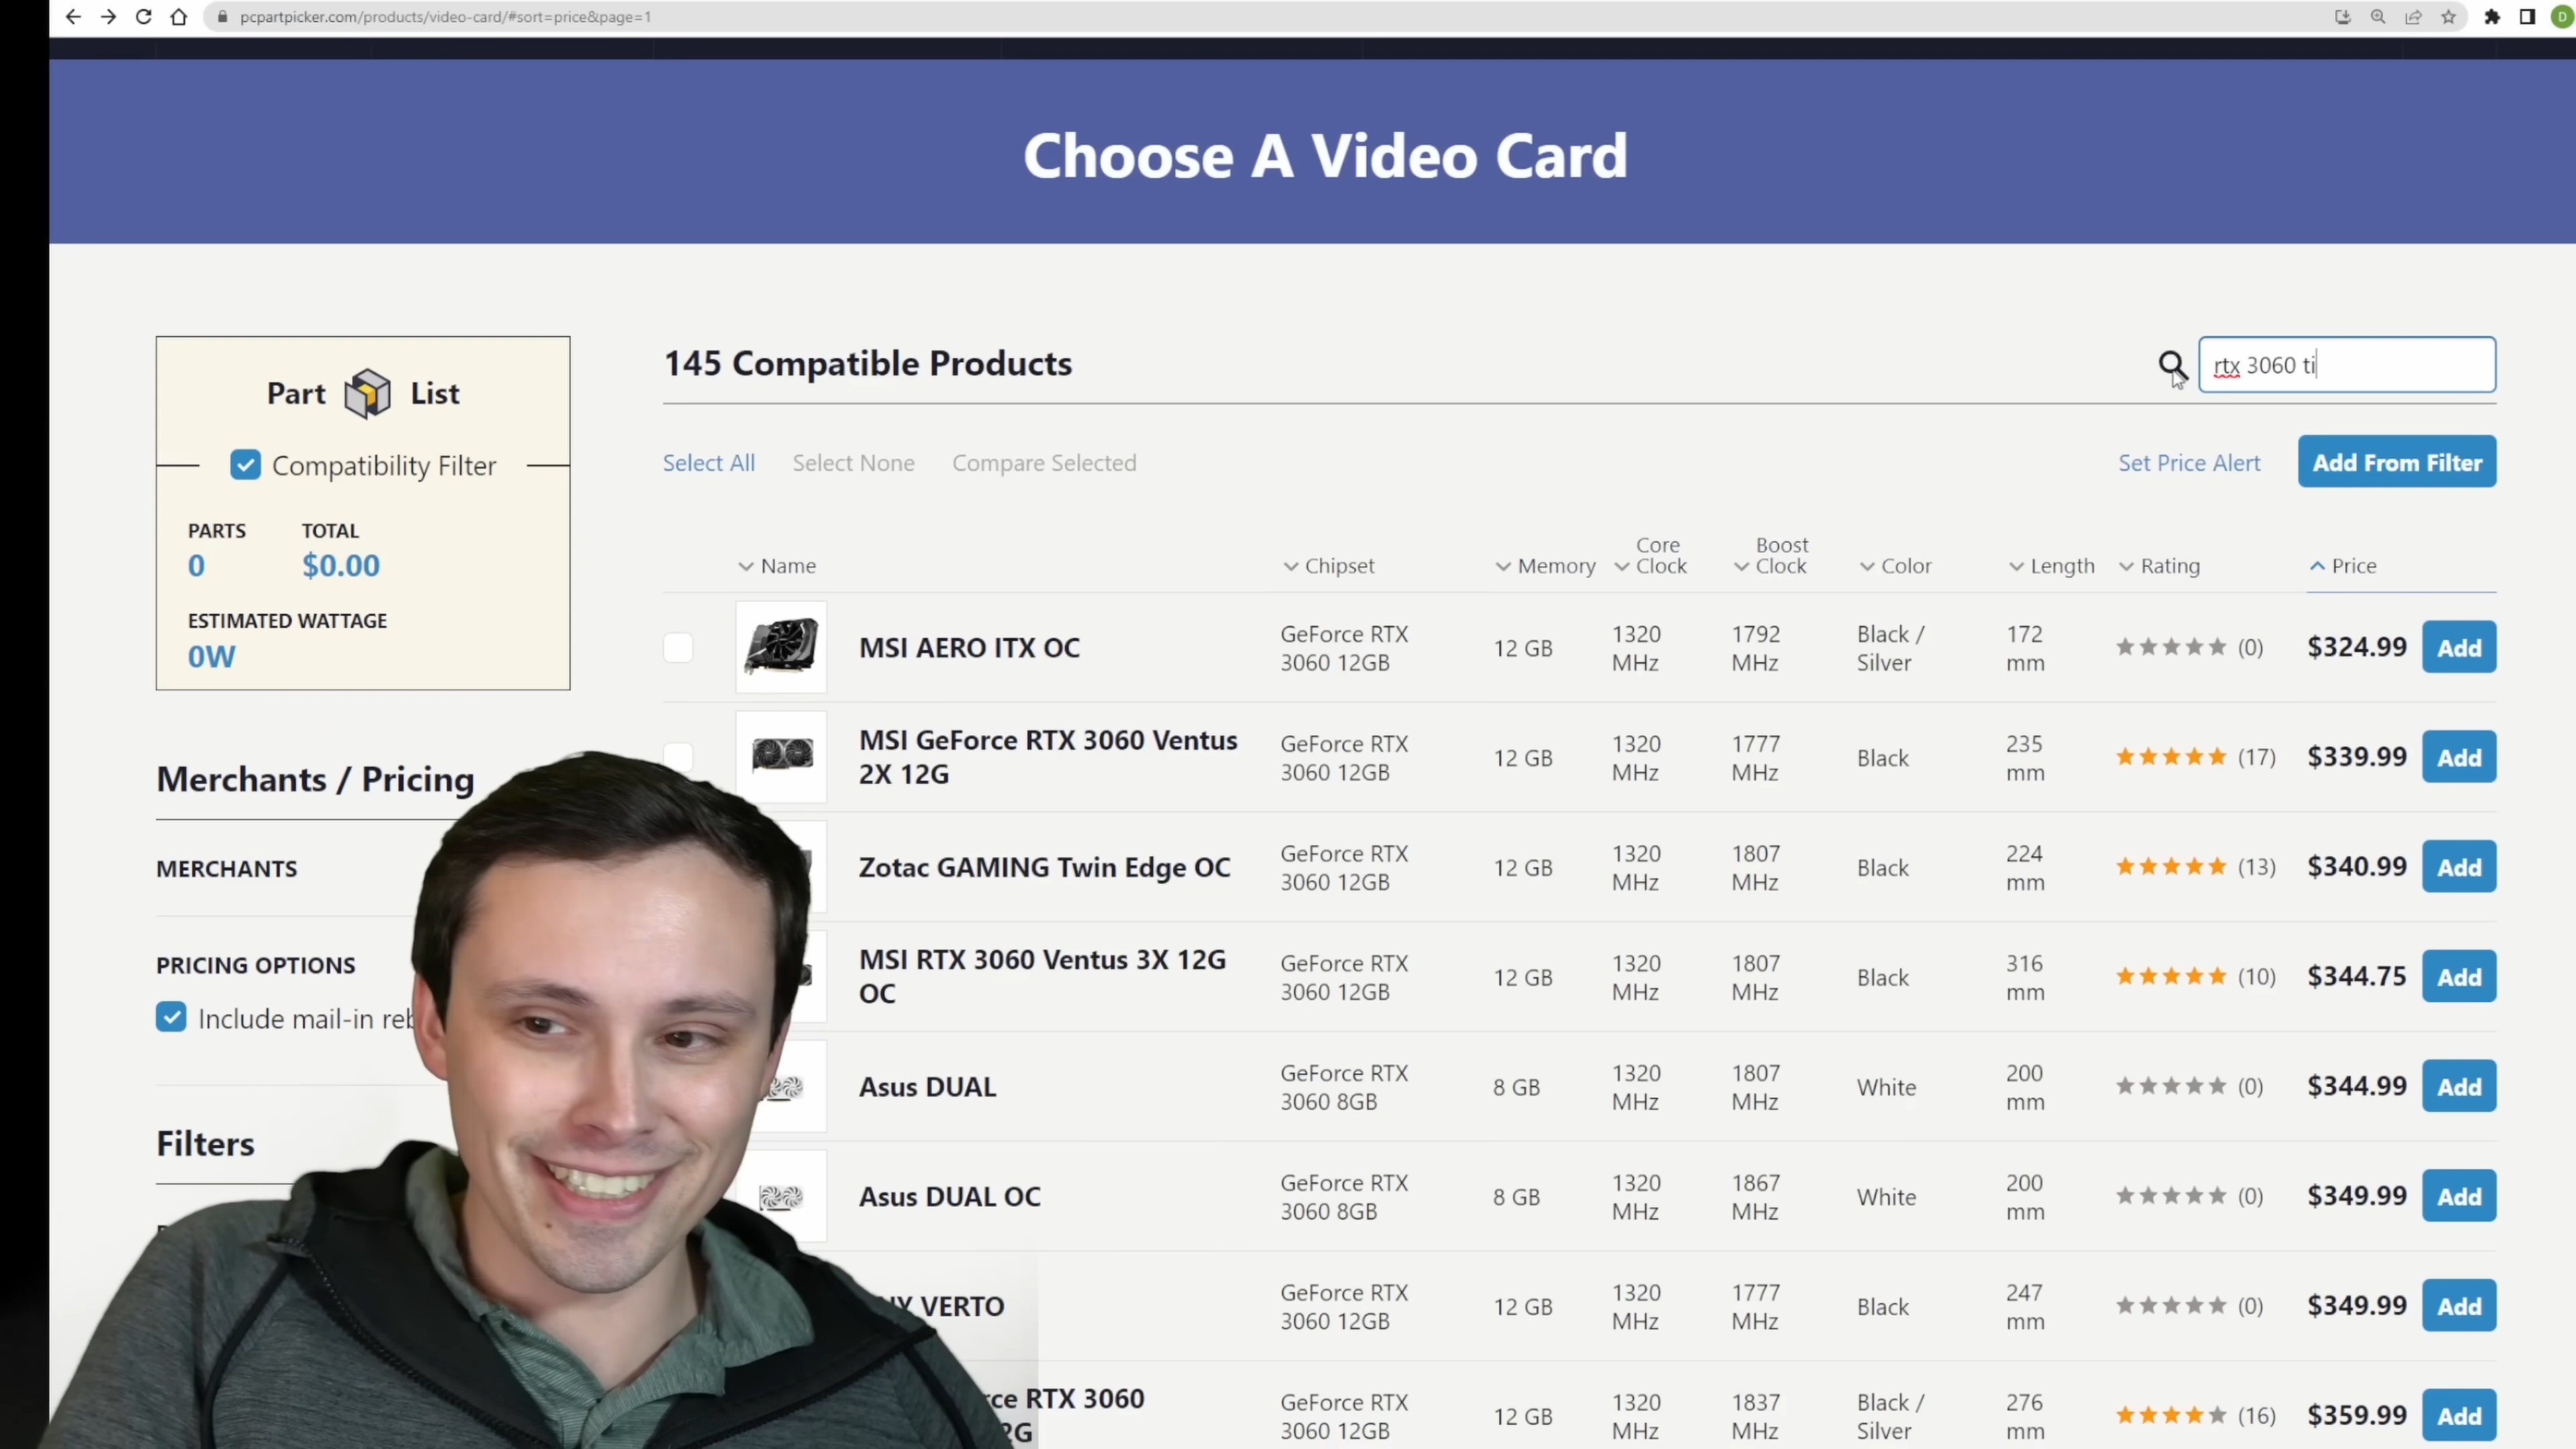 pcpartpicker.com/products/video-card/#sort=price&page=1
D
Choose A Video Card
Part List
Compatibility Filter
PARTS TOTAL
0 $0.00
ESTIMATED WATTAGE
0W
Merchants / Pricing
MERCHANTS
PRICING OPTIONS
Include mail-in
Filters
145 Compatible Products
rtx 3060 ti
Select All Select None Compare Selected
Set Price Alert Add From Filter
Name Chipset Memory Core Clock Boost Clock Color Length Rating Price
MSI AERO ITX OC GeForce RTX 3060 12GB 12 GB 1320 MHz 1792 MHz Black / Silver 172 mm (0) $324.99 Add
MSI GeForce RTX 3060 Ventus 2X 12G GeForce RTX 3060 12GB 12 GB 1320 MHz 1777 MHz Black 235 mm (17) $339.99 Add
Zotac GAMING Twin Edge OC GeForce RTX 3060 12GB 12 GB 1320 MHz 1807 MHz Black 224 mm (13) $340.99 Add
MSI RTX 3060 Ventus 3X 12G OC GeForce RTX 3060 12GB 12 GB 1320 MHz 1807 MHz Black 316 mm (10) $344.75 Add
Asus DUAL GeForce RTX 3060 8GB 8 GB 1320 MHz 1807 MHz White 200 mm (0) $344.99 Add
Asus DUAL OC GeForce RTX 3060 8GB 8 GB 1320 MHz 1867 MHz White 200 mm (0) $349.99 Add
VERTO GeForce RTX 3060 12GB 12 GB 1320 MHz 1777 MHz Black 247 mm (0) $349.99 Add
RTX 3060 GeForce RTX 3060 12GB 12 GB 1320 MHz 1837 MHz Black / Silver 276 mm (16) $359.99 Add